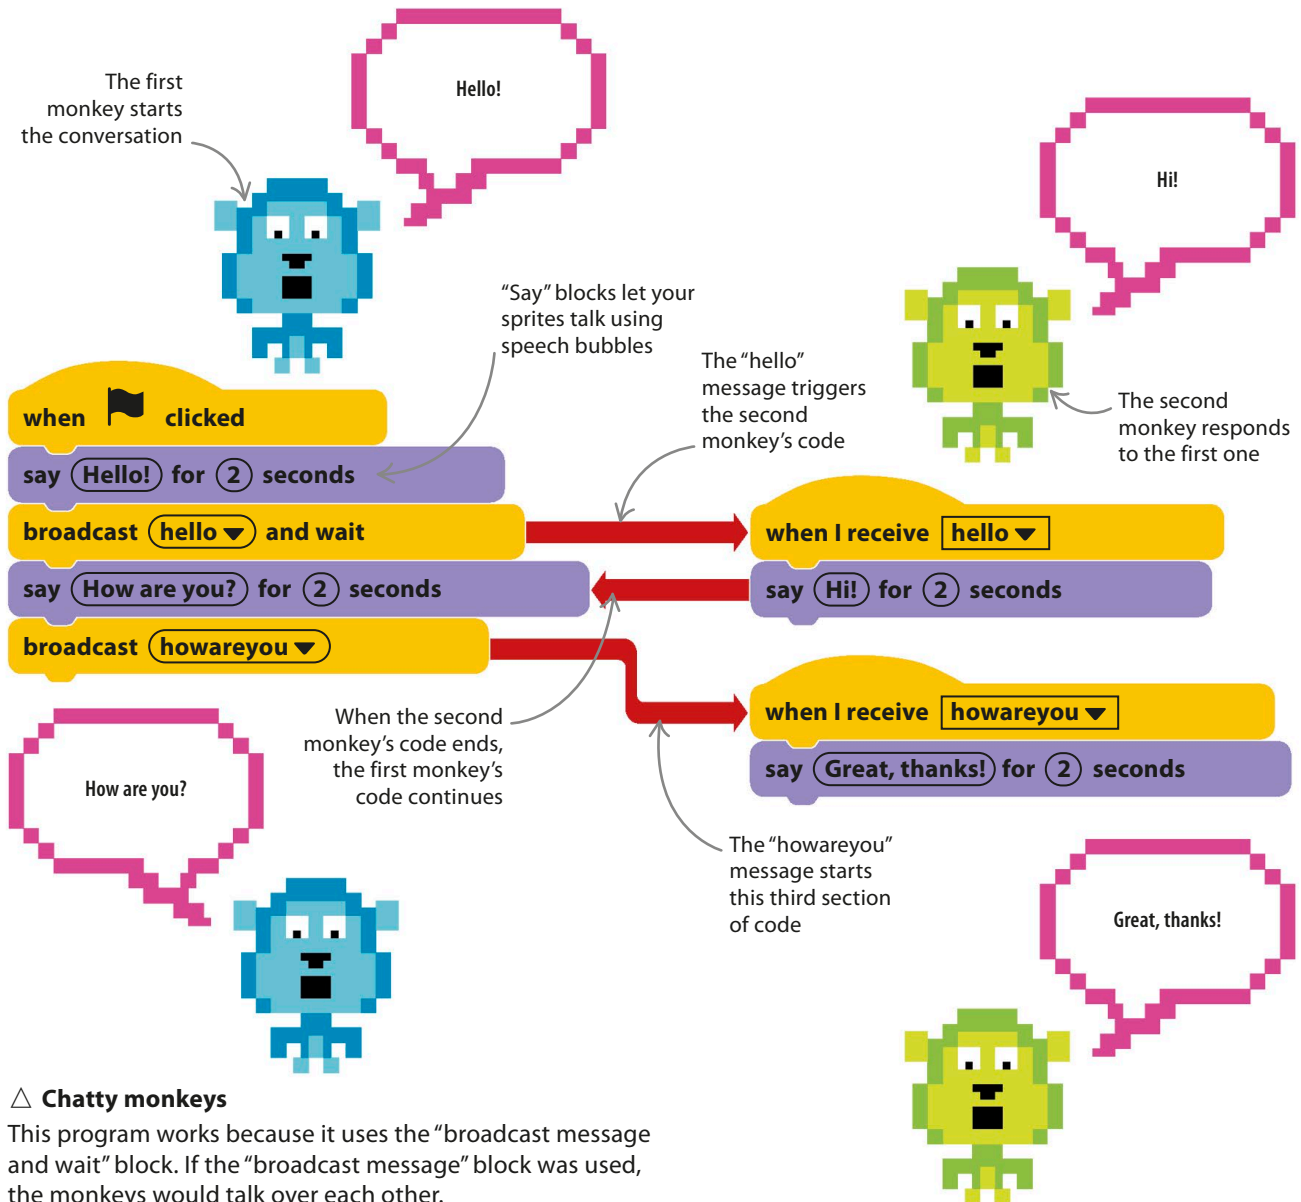 The first
monkey starts
the conversation
Hello!
Hi!
"Say" blocks let your
sprites talk using
speech bubbles
The "hello"
message triggers
the second
monkey's code
The second
monkey responds
to the first one
when clicked
say Hello! for 2 seconds
broadcast hello and wait
say How are you? for 2 seconds
broadcast howareyou
when I receive hello
say Hi! for 2 seconds
when I receive howareyou
say Great, thanks! for 2 seconds
When the second
monkey's code ends,
the first monkey's
code continues
How are you?
The "howareyou"
message starts
this third section
of code
Great, thanks!
△ Chatty monkeys
This program works because it uses the "broadcast message
and wait" block. If the "broadcast message" block was used,
the monkeys would talk over each other.